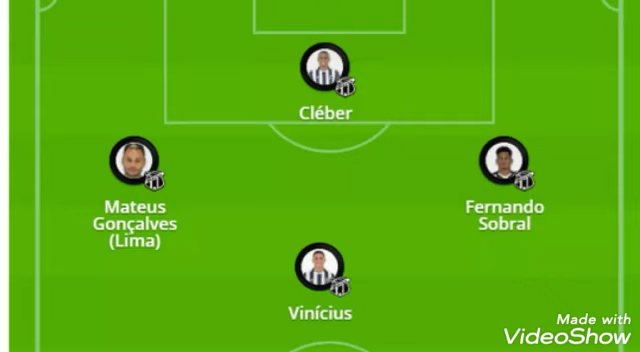 Cléber
Mateus
Gonçalves
(Lima)
Fernando
Sobral
Vinícius
Made with
VideoShow